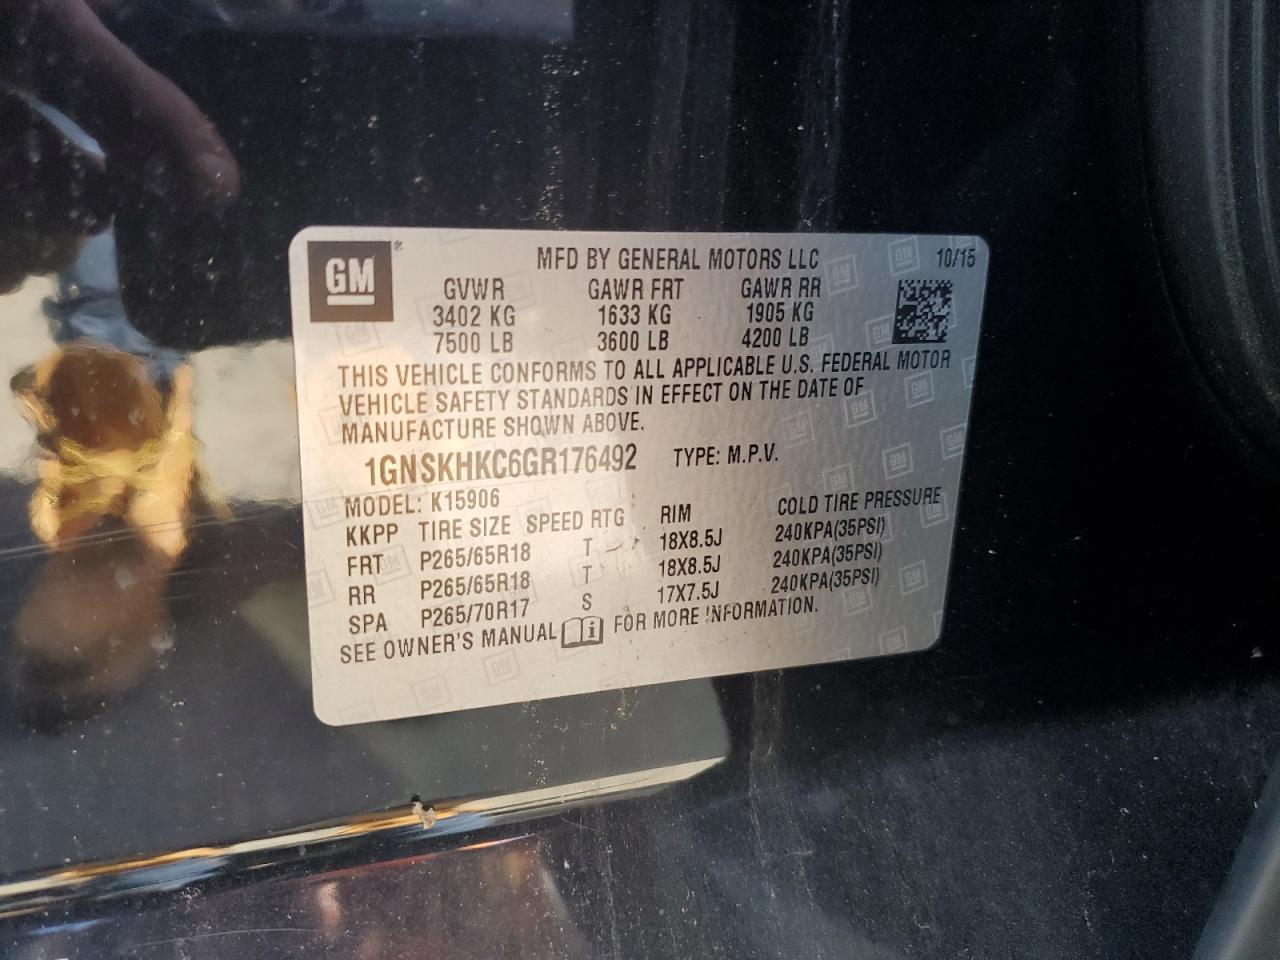 GM ® MFD BY GENERAL MOTORS LLC 10/15
GVWR GAWR FRT GAWR RR
3402 KG 1633 KG 1905 KG
7500 LB 3600 LB 4200 LB
THIS VEHICLE CONFORMS TO ALL APPLICABLE U.S. FEDERAL MOTOR
VEHICLE SAFETY STANDARDS IN EFFECT ON THE DATE OF
MANUFACTURE SHOWN ABOVE.
1GNSKHKC6GR176492 TYPE: M.P.V.
MODEL: K15906
KKPP TIRE SIZE SPEED RTG RIM COLD TIRE PRESSURE
FRT P265/65R18 T 18X8.5J 240KPA(35PSI)
RR P265/65R18 T 18X8.5J 240KPA(35PSI)
SPA P265/70R17 S 17X7.5J 240KPA(35PSI)
SEE OWNER'S MANUAL i FOR MORE INFORMATION.